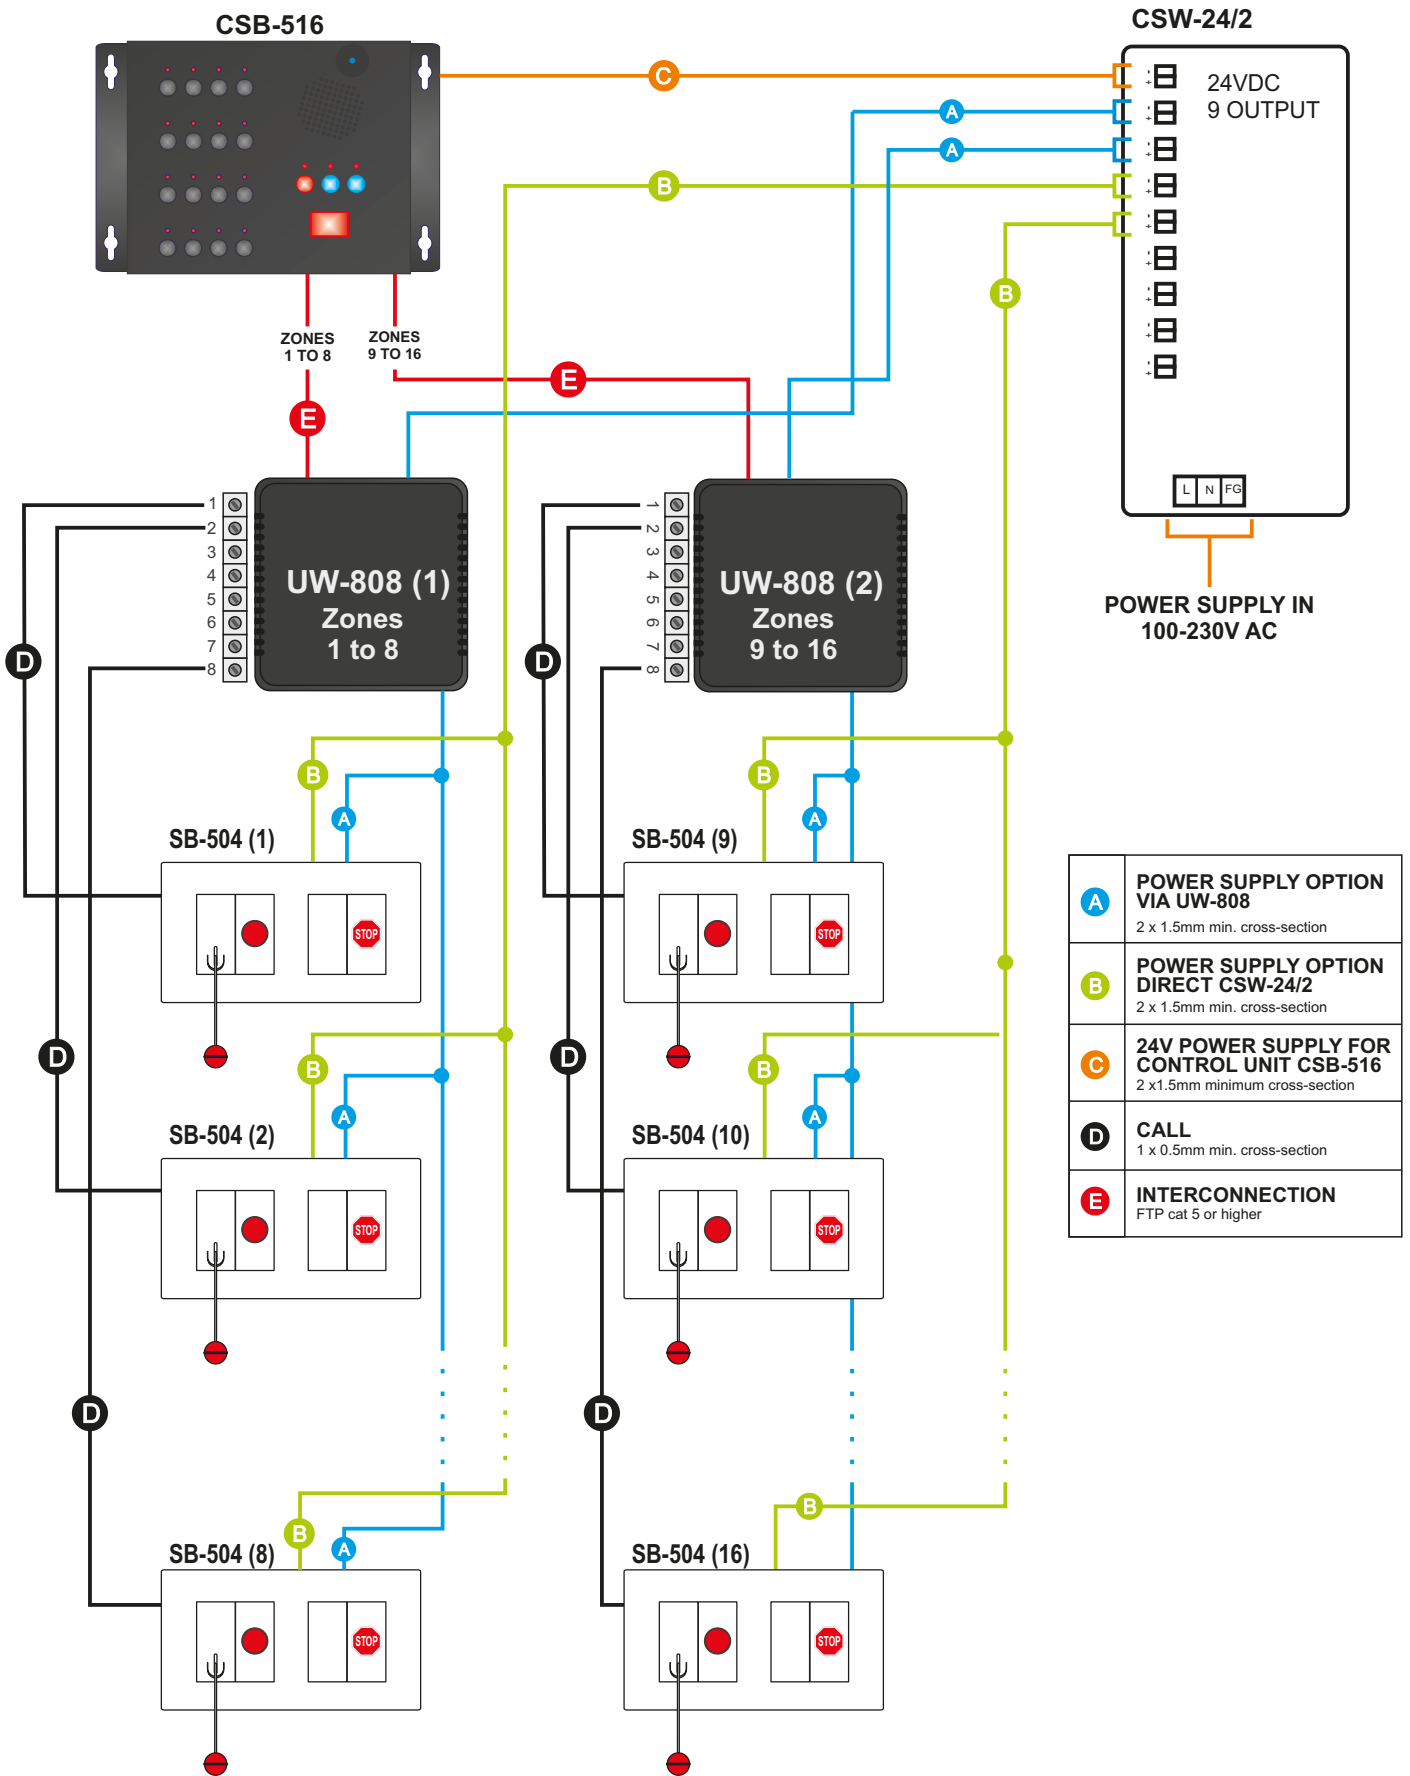 CSB-516
CSW-24/2
C
24VDC
9 OUTPUT
A
A
B
B
ZONES
1 TO 8
ZONES
9 TO 16
E
E
L N FG
POWER SUPPLY IN
100-230V AC
1
2
3
4
5
6
7
8
UW-808 (1)
Zones
1 to 8
1
2
3
4
5
6
7
8
UW-808 (2)
Zones
9 to 16
D
D
B
A
B
A
SB-504 (1)
STOP
SB-504 (9)
STOP
D
D
B
A
B
A
SB-504 (2)
STOP
SB-504 (10)
STOP
D
D
B
A
B
SB-504 (8)
STOP
SB-504 (16)
STOP
A
POWER SUPPLY OPTION
VIA UW-808
2 x 1.5mm min. cross-section
B
POWER SUPPLY OPTION
DIRECT CSW-24/2
2 x 1.5mm min. cross-section
C
24V POWER SUPPLY FOR
CONTROL UNIT CSB-516
2 x1.5mm minimum cross-section
D
CALL
1 x 0.5mm min. cross-section
E
INTERCONNECTION
FTP cat 5 or higher